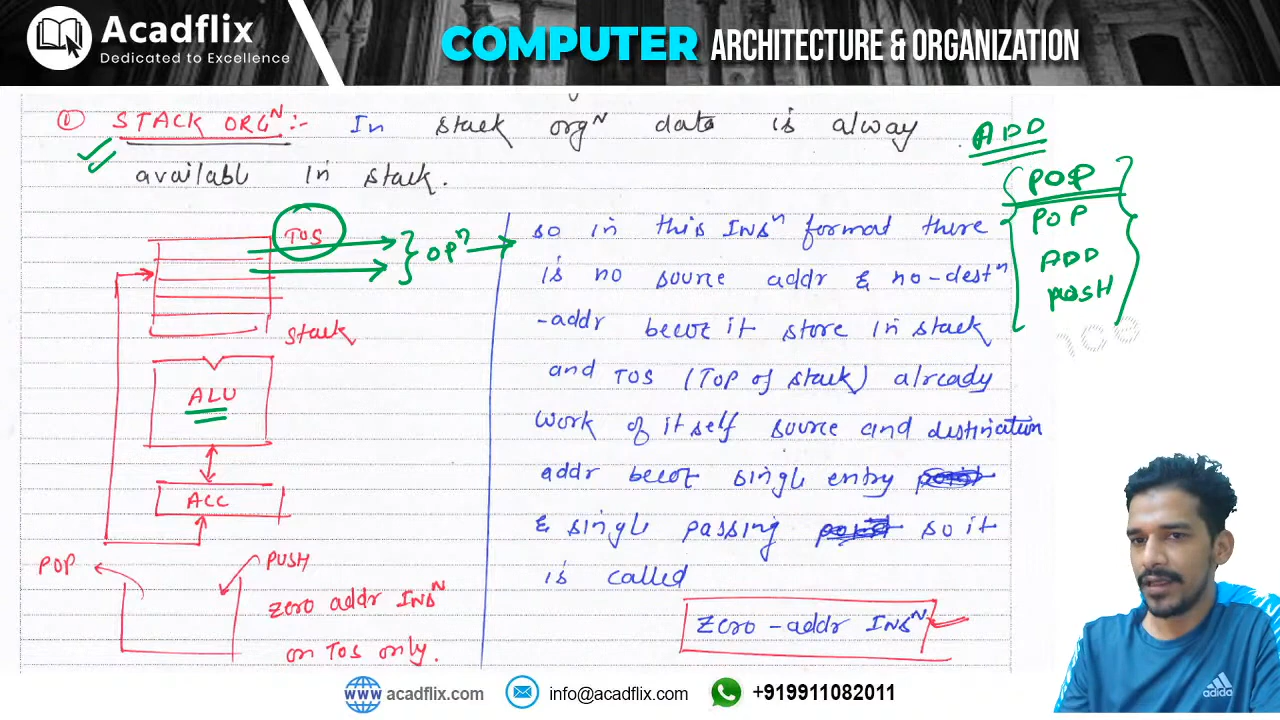 Acadflix
Dedicated to Excellence
COMPUTER ARCHITECTURE & ORGANIZATION
① STACK ORGᴺ :- In stack orgⁿ data is alway
available in stack.
ADD
POP
POP
ADD
PUSH
TOS
OPⁿ
stack
ALU
ACC
POP
PUSH
zero addr INSᴺ
on TOS only.
so in this INSⁿ format there
is no source addr & no-destⁿ
-addr becoz it store in stack
and TOS (Top of stack) already
work of itself source and destination
addr becoz single entry
& single passing so it
is called
Zero-addr INSᴺ
www.acadflix.com
info@acadflix.com
+919911082011
adidas